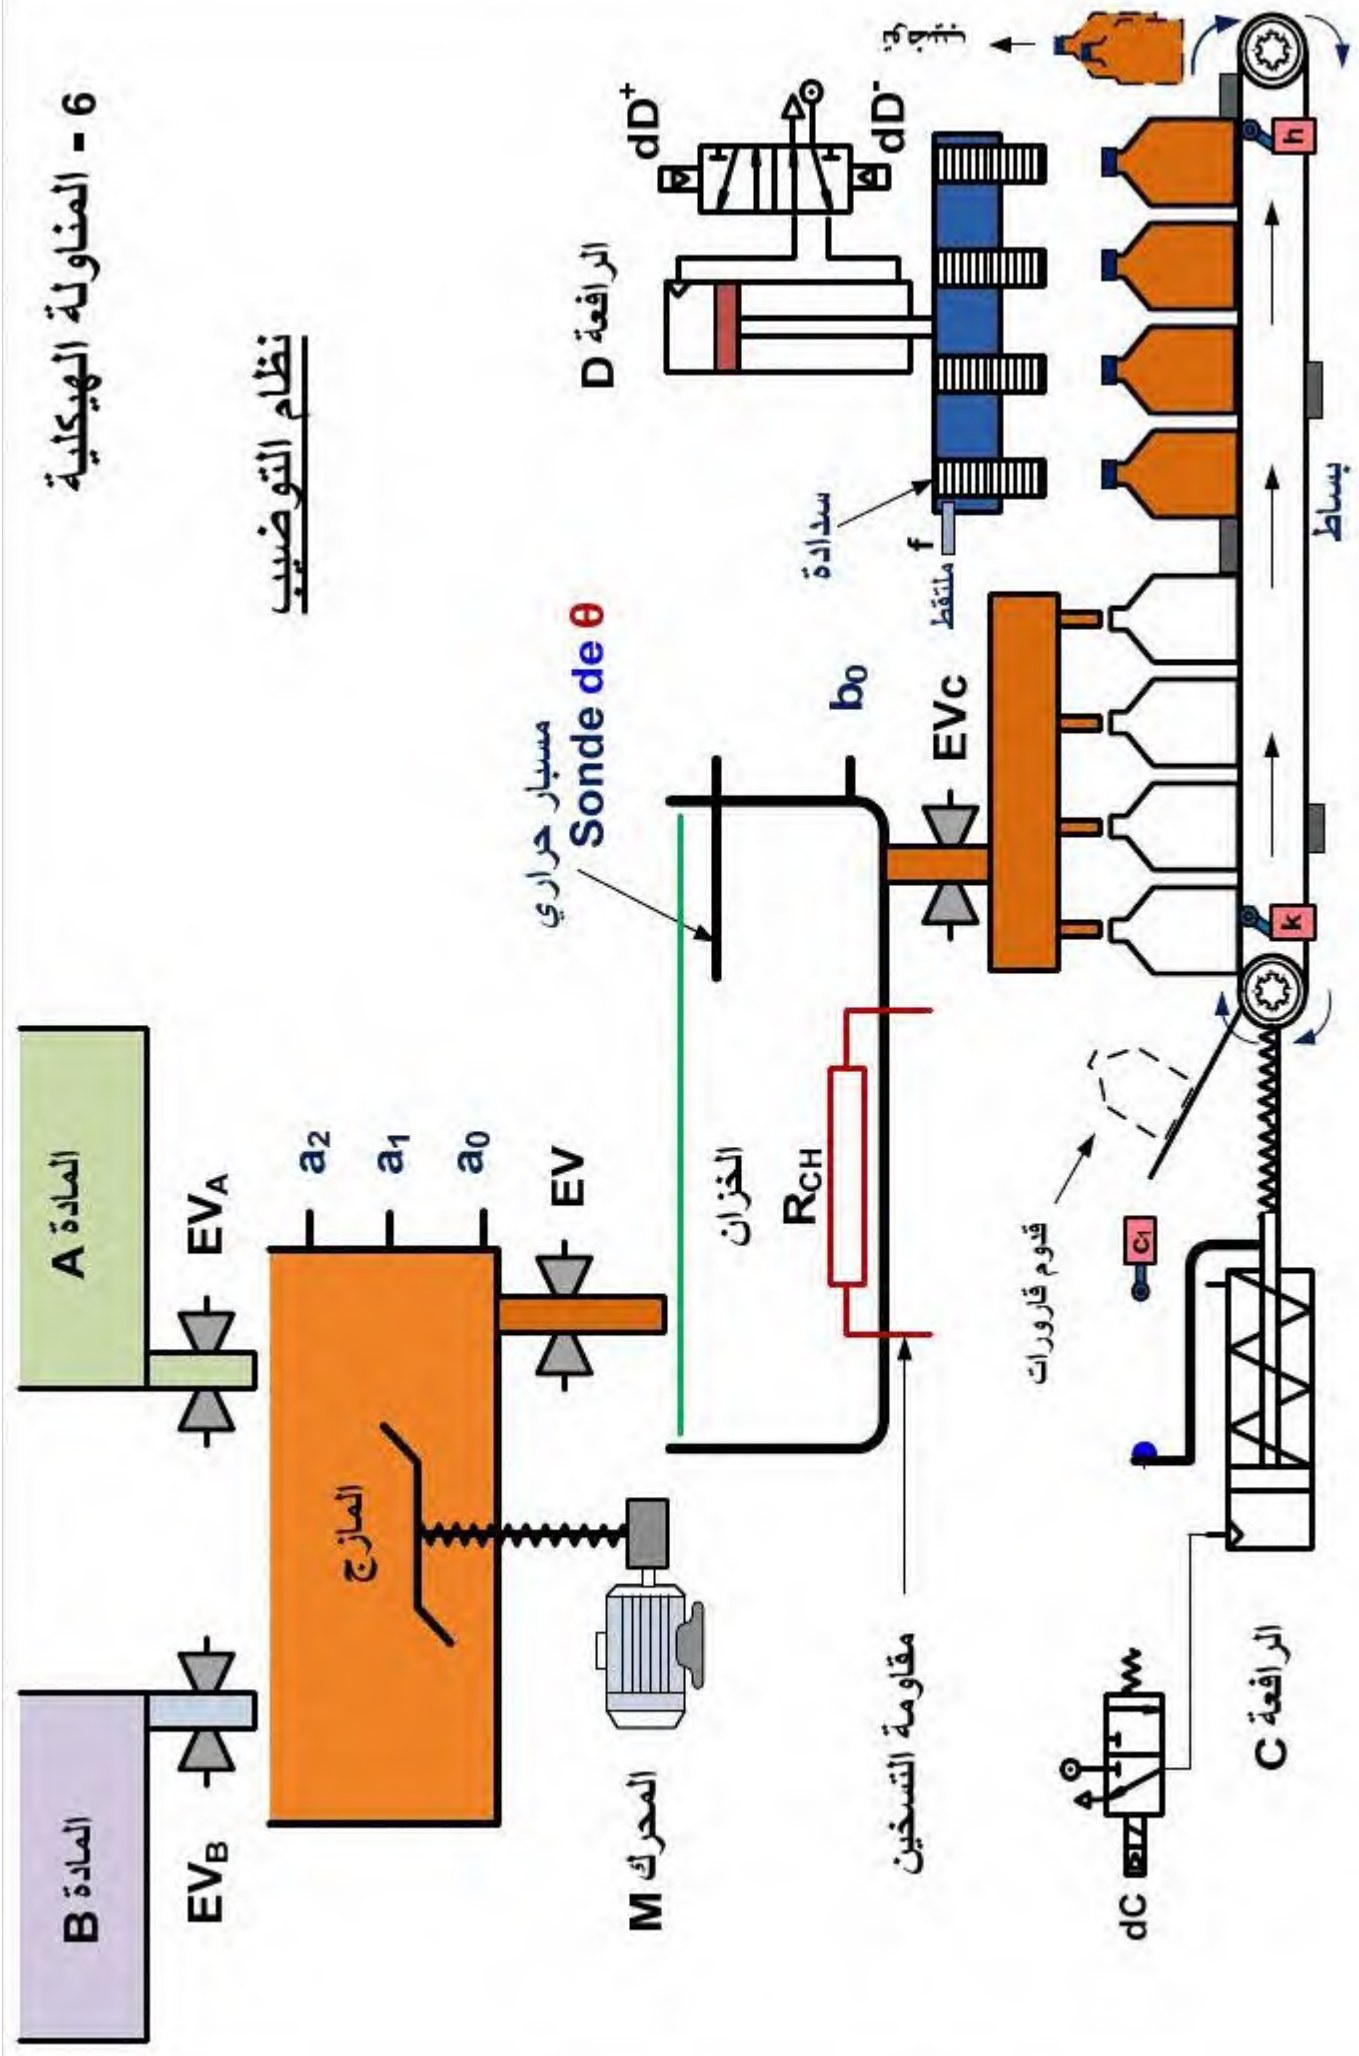 6 - المناولة الهيكلية
نظام التوضيب
المادة B
المادة A
EVB
EVA
المازج
a2
a1
a0
المحرك M
EV
مسبار حراري
Sonde de θ
الخزان
RCH
b0
مقاومة التسخين
EVC
الرافعة D
dD+
dD-
سدادة
f
ملتقط
dC
الرافعة C
c1
قدوم قارورات
k
h
بساط